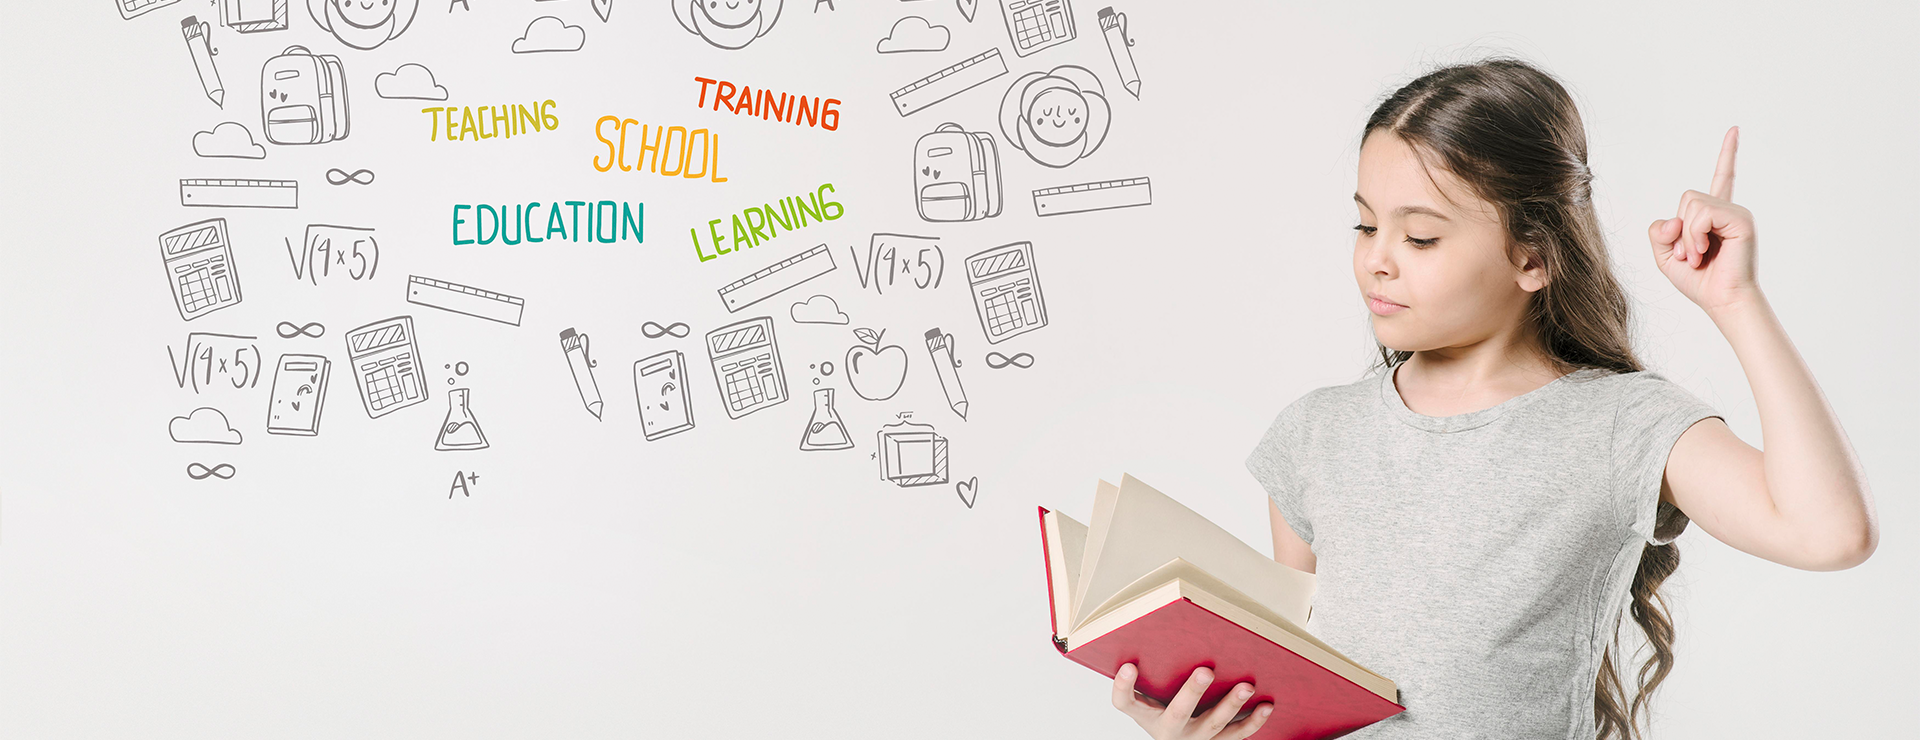 A
A
TRAINING
TEACHING
SCHOOL
EDUCATION
LEARNING
√(4×5)
√(4×5)
√(4×5)
A+